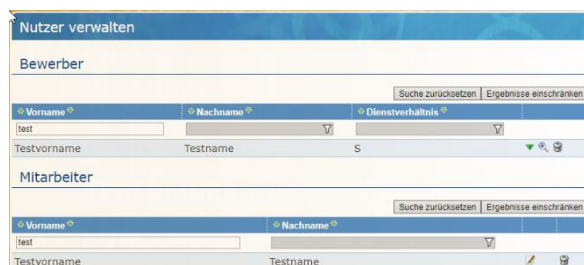 Nutzer verwalten
Bewerber
Suche zurücksetzen Ergebnisse einschränken
Vorname Nachname Dienstverhältnis
test
Testvorname Testname S
Mitarbeiter
Suche zurücksetzen Ergebnisse einschränken
Vorname Nachname
test
Testvorname Testname